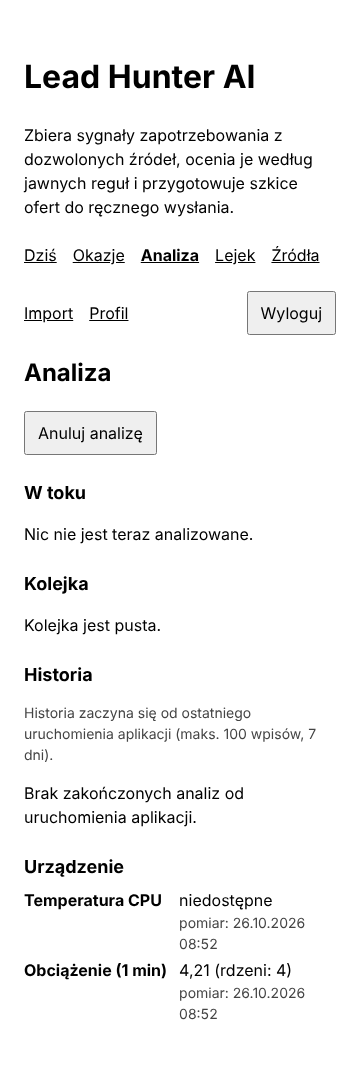 Lead Hunter AI
Zbiera sygnały zapotrzebowania z
dozwolonych źródeł, ocenia je według
jawnych reguł i przygotowuje szkice
ofert do ręcznego wysłania.
Dziś Okazje Analiza Lejek Źródła
Import Profil Wyloguj
Analiza
Anuluj analizę
W toku
Nic nie jest teraz analizowane.
Kolejka
Kolejka jest pusta.
Historia
Historia zaczyna się od ostatniego
uruchomienia aplikacji (maks. 100 wpisów, 7
dni).
Brak zakończonych analiz od
uruchomienia aplikacji.
Urządzenie
Temperatura CPU niedostępne
pomiar: 26.10.2026
08:52
Obciążenie (1 min) 4,21 (rdzeni: 4)
pomiar: 26.10.2026
08:52